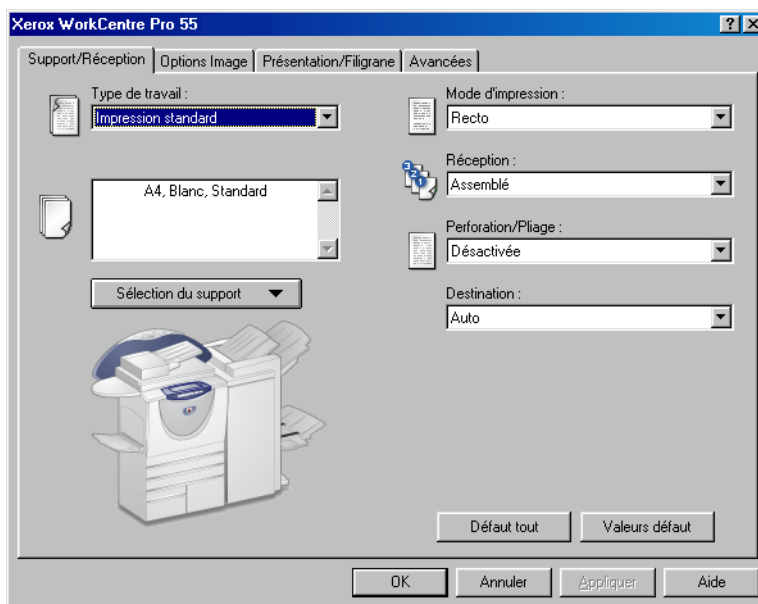 Xerox WorkCentre Pro 55
Support/Réception
Options Image
Présentation/Filigrane
Avancées
Type de travail :
Impression standard
A4, Blanc, Standard
Sélection du support
Mode d'impression :
Recto
Réception :
Assemblé
Perforation/Pliage :
Désactivée
Destination :
Auto
Défaut tout
Valeurs défaut
OK
Annuler
Appliquer
Aide